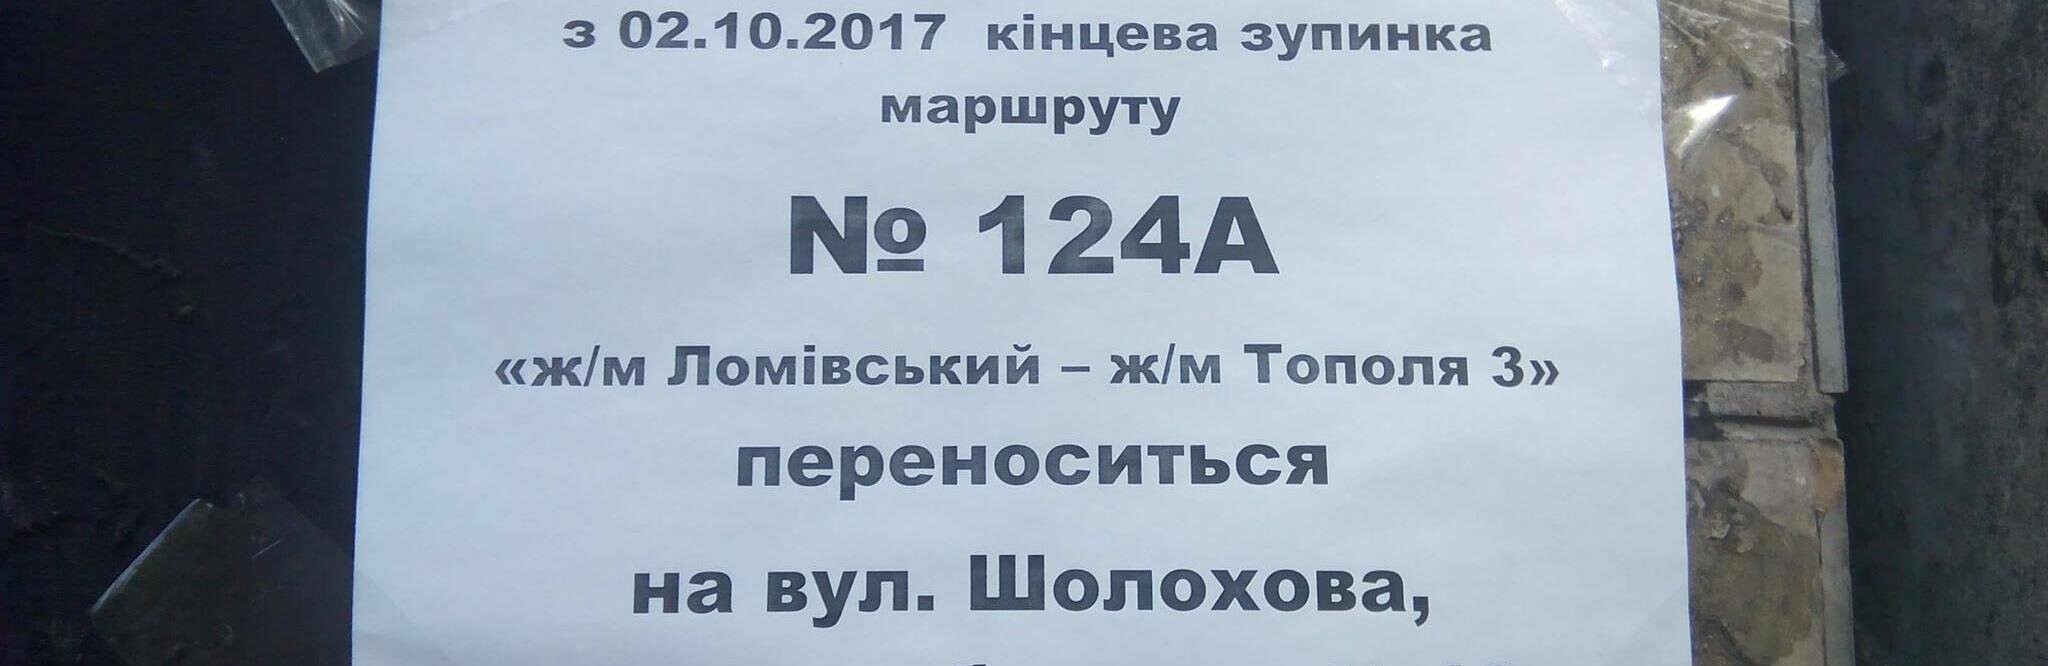 з 02.10.2017 кінцева зупинка
маршруту
№ 124А
«ж/м Ломівський – ж/м Тополя 3»
переноситься
на вул. Шолохова,